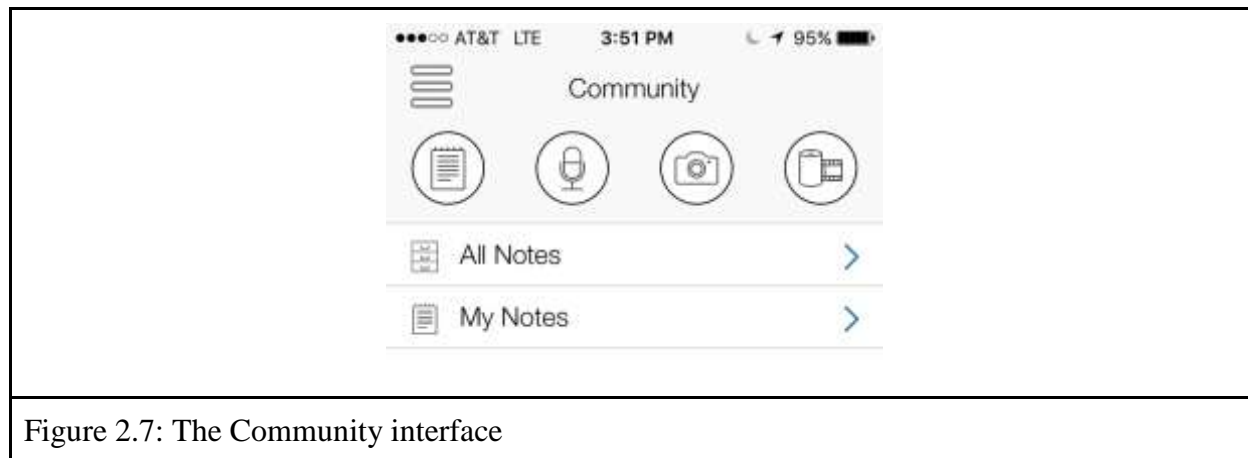 AT&T LTE 3:51 PM 95%
Community
All Notes
My Notes
Figure 2.7: The Community interface